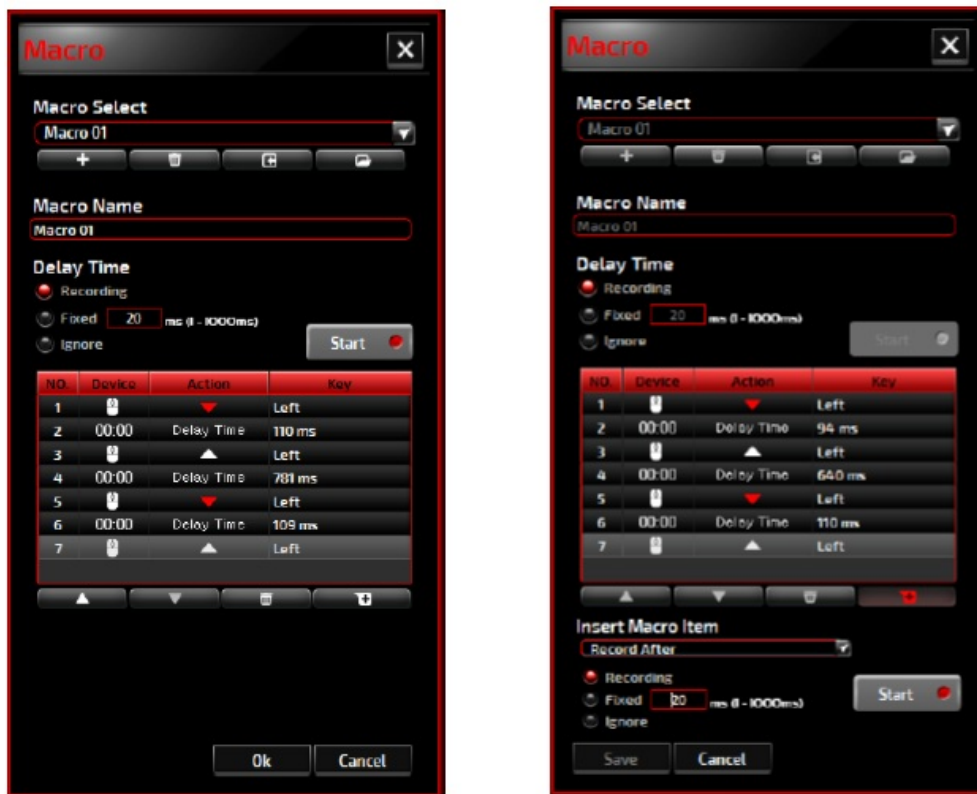 Macro
Macro Select
Macro 01
Macro Name
Macro 01
Delay Time
Recording
Fixed 20 ms (1 - 1000ms)
Ignore
Start
NO. Device Action Key
1 Left
2 00:00 Delay Time 110 ms
3 Left
4 00:00 Delay Time 781 ms
5 Left
6 00:00 Delay Time 109 ms
7 Left
Ok Cancel
Macro
Macro Select
Macro 01
Macro Name
Macro 01
Delay Time
Recording
Fixed 20 ms (1 - 1000ms)
Ignore
Start
NO. Device Action Key
1 Left
2 00:00 Delay Time 94 ms
3 Left
4 00:00 Delay Time 640 ms
5 Left
6 00:00 Delay Time 110 ms
7 Left
Insert Macro Item
Record After
Recording
Fixed 20 ms (1 - 1000ms)
Ignore
Start
Save Cancel